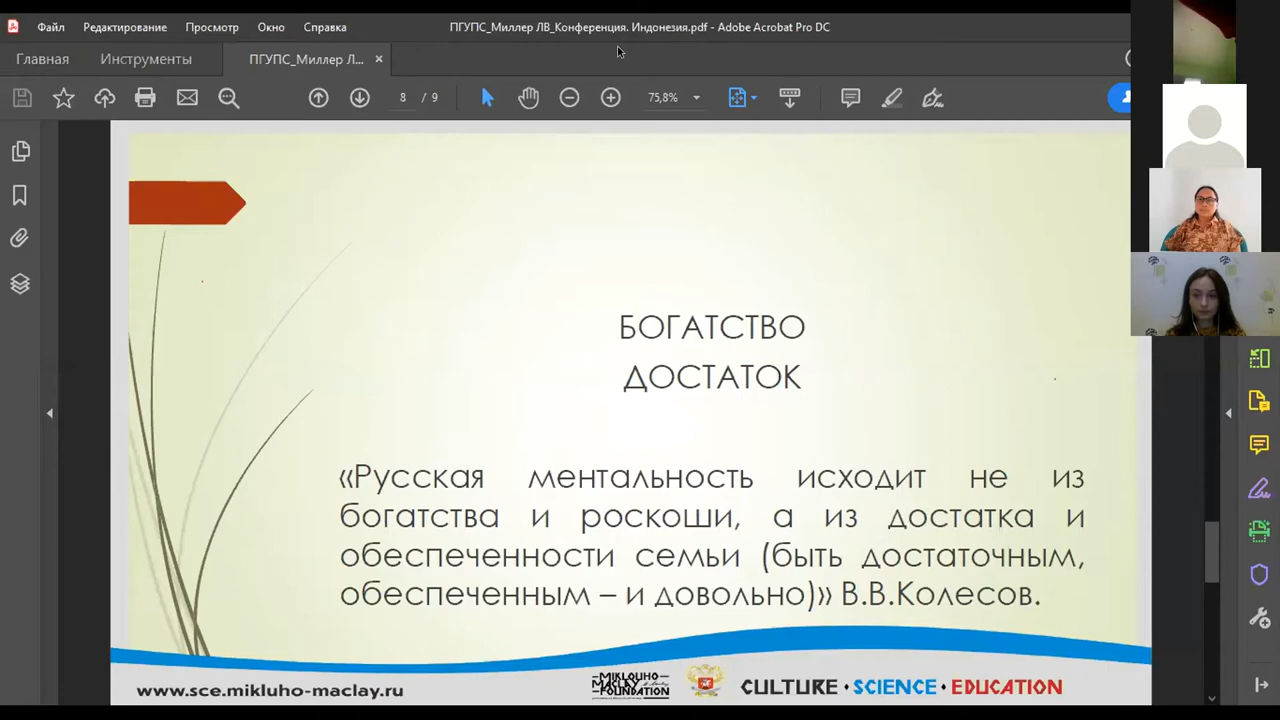 Файл Редактирование Просмотр Окно Справка
ПГУПС_Миллер ЛВ_Конференция. Индонезия.pdf - Adobe Acrobat Pro DC
Главная Инструменты ПГУПС_Миллер Л... ×
8 / 9 75,8%
БОГАТСТВО
ДОСТАТОК
«Русская ментальность исходит не из
богатства и роскоши, а из достатка и
обеспеченности семьи (быть достаточным,
обеспеченным – и довольно)» В.В.Колесов.
www.sce.mikluho-maclay.ru
MIKLOUHO
MACLAY
FOUNDATION
CULTURE · SCIENCE · EDUCATION